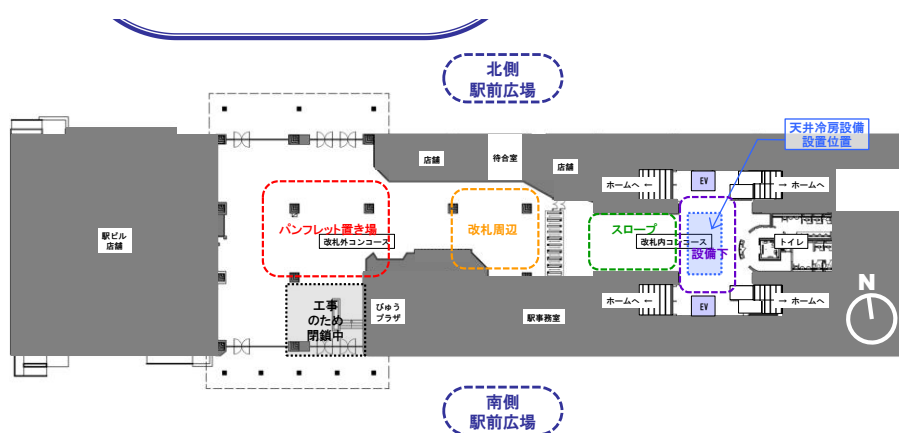 北側
駅前広場
天井冷房設備
設置位置
店舗
待合室
店舗
ホームへ ←
EV
→ ホームへ
駅ビル
店舗
パンフレット置き場
改札外コンコース
改札周辺
スロープ
改札内コンコース
設備下
トイレ
工事
のため
閉鎖中
びゅう
プラザ
駅事務室
ホームへ ←
EV
→ ホームへ
N
南側
駅前広場